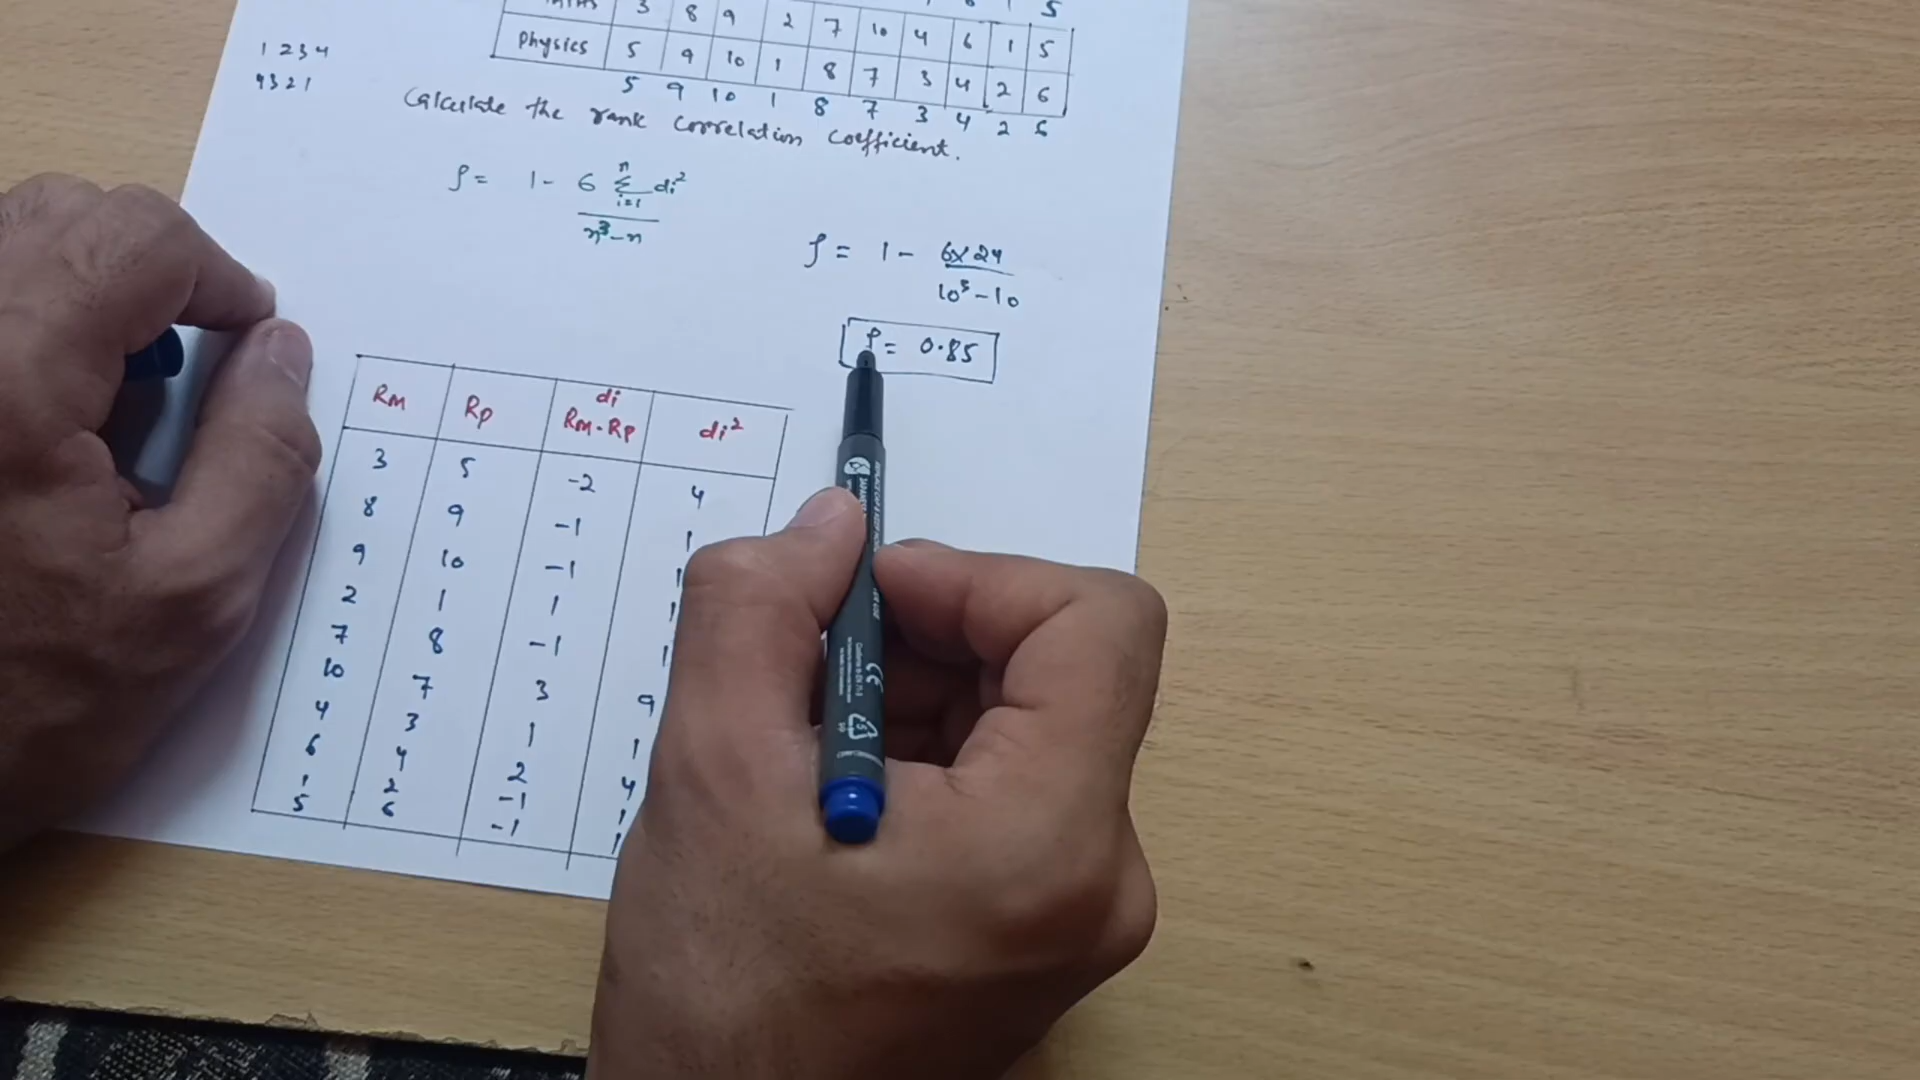 3 8 9 2 7 10 4 6 1 5
Physics 5 9 10 1 8 7 3 4 2 6
5 9 10 1 8 7 3 4 2 6
1 2 3 4
4 3 2 1
Calculate the rank correlation coefficient.
ρ = 1 - 6 Σ di²
n
i=1
n³-n
ρ = 1 - 6x24
10³-10
ρ = 0.85
Rm Rp di Rm-Rp di²
3 5 -2 4
8 9 -1 1
9 10 -1 1
2 1 1 1
7 8 -1 1
10 7 3 9
4 3 1 1
6 4 2 4
1 2 -1 1
5 6 -1 1
CE